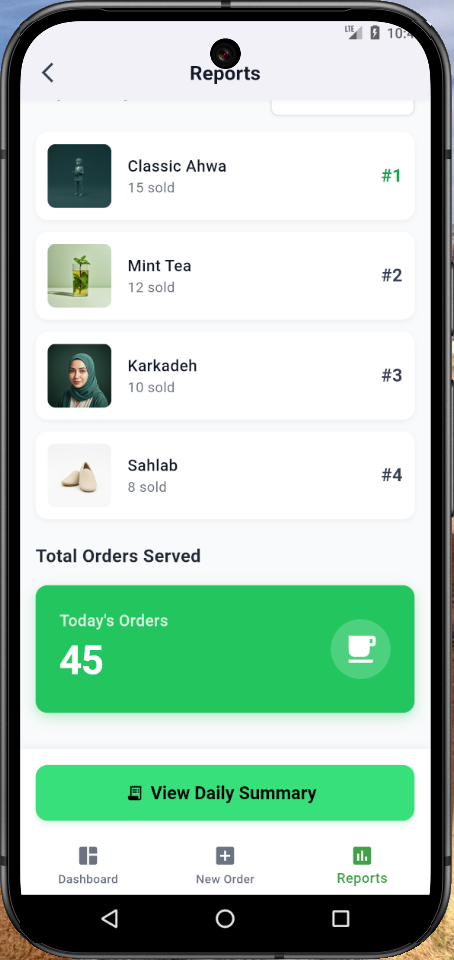 LTE
10:4
Reports
Classic Ahwa
15 sold
#1
Mint Tea
12 sold
#2
Karkadeh
10 sold
#3
Sahlab
8 sold
#4
Total Orders Served
Today's Orders
45
View Daily Summary
Dashboard
New Order
Reports